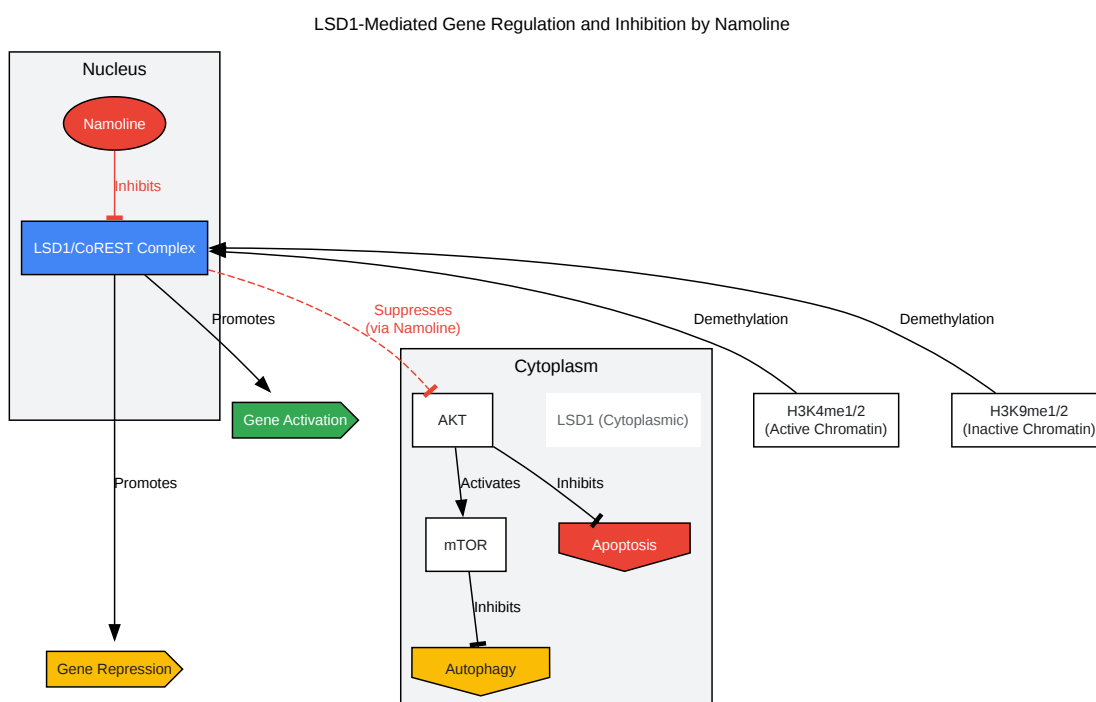 LSD1-Mediated Gene Regulation and Inhibition by Namoline
Nucleus
Namoline
Inhibits
LSD1/CoREST Complex
Promotes
Suppresses
(via Namoline)
Demethylation
Demethylation
Cytoplasm
Gene Activation
AKT
LSD1 (Cytoplasmic)
H3K4me1/2
(Active Chromatin)
H3K9me1/2
(Inactive Chromatin)
Promotes
Activates
Inhibits
mTOR
Apoptosis
Inhibits
Gene Repression
Autophagy